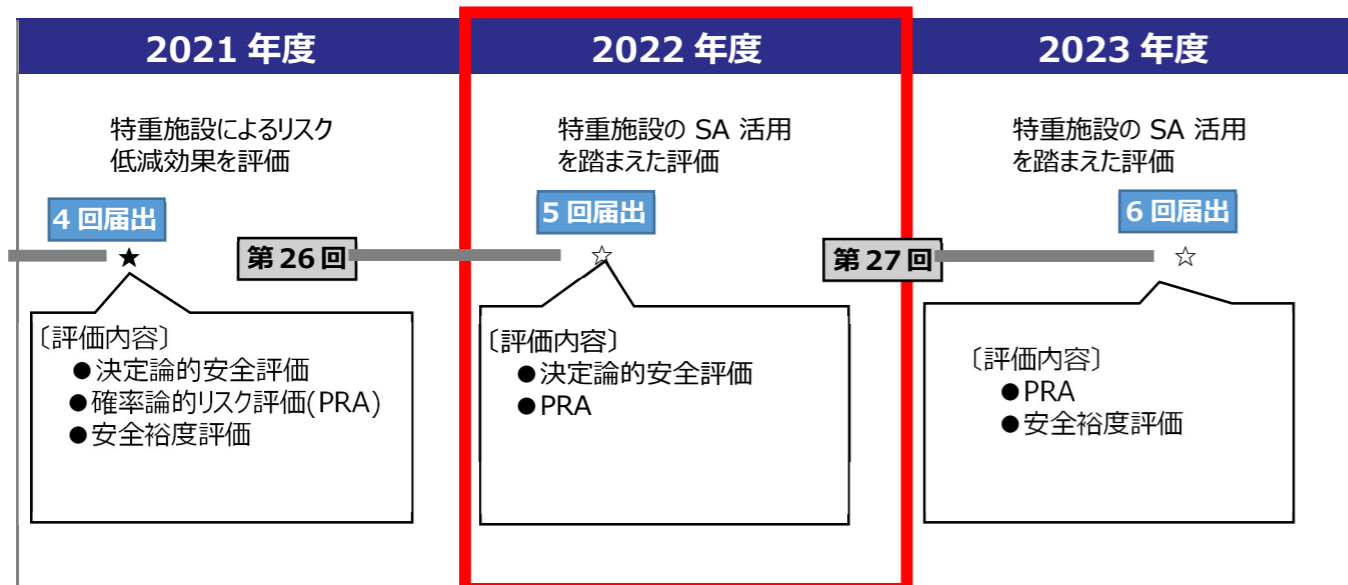 2021 年度
特重施設によるリスク
低減効果を評価
4 回届出
★
第 26 回
〔評価内容〕
●決定論的安全評価
●確率論的リスク評価(PRA)
●安全裕度評価
2022 年度
特重施設の SA 活用
を踏まえた評価
5 回届出
☆
第 27 回
〔評価内容〕
●決定論的安全評価
●PRA
2023 年度
特重施設の SA 活用
を踏まえた評価
6 回届出
☆
〔評価内容〕
●PRA
●安全裕度評価